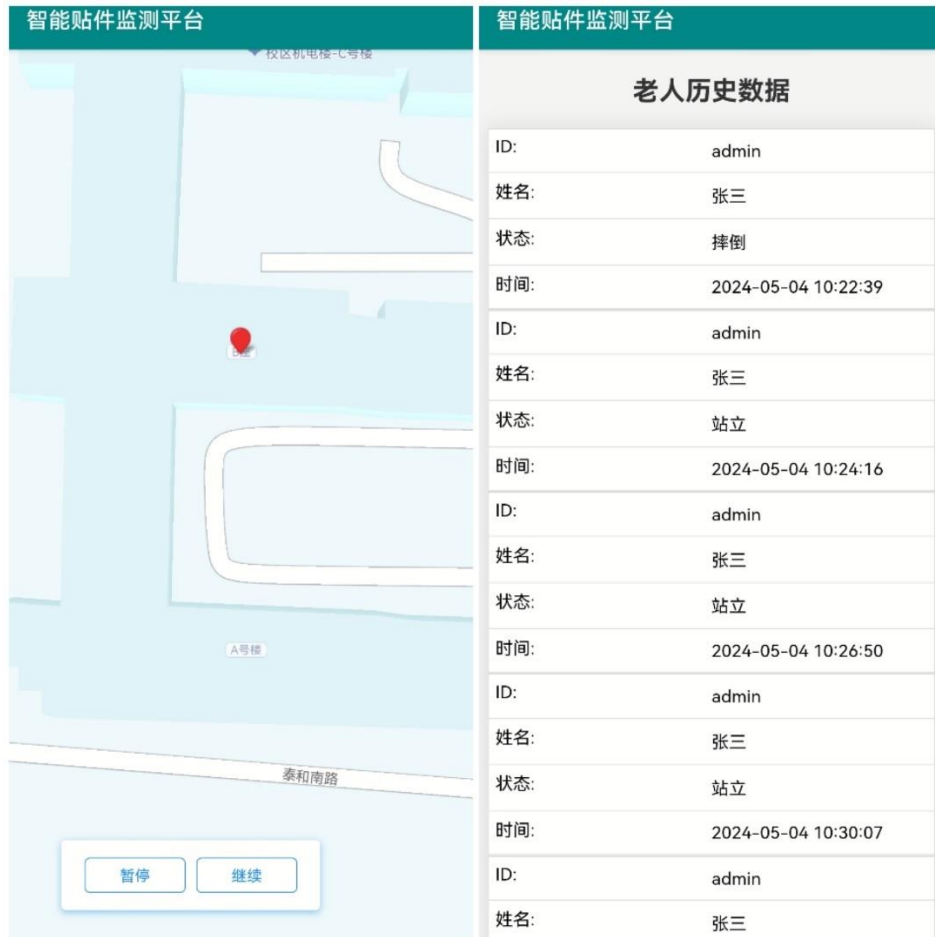 智能贴件监测平台
校区机电楼-C号楼
A号楼
泰和南路
暂停
继续
智能贴件监测平台
老人历史数据
ID: admin
姓名: 张三
状态: 摔倒
时间: 2024-05-04 10:22:39
ID: admin
姓名: 张三
状态: 站立
时间: 2024-05-04 10:24:16
ID: admin
姓名: 张三
状态: 站立
时间: 2024-05-04 10:26:50
ID: admin
姓名: 张三
状态: 站立
时间: 2024-05-04 10:30:07
ID: admin
姓名: 张三